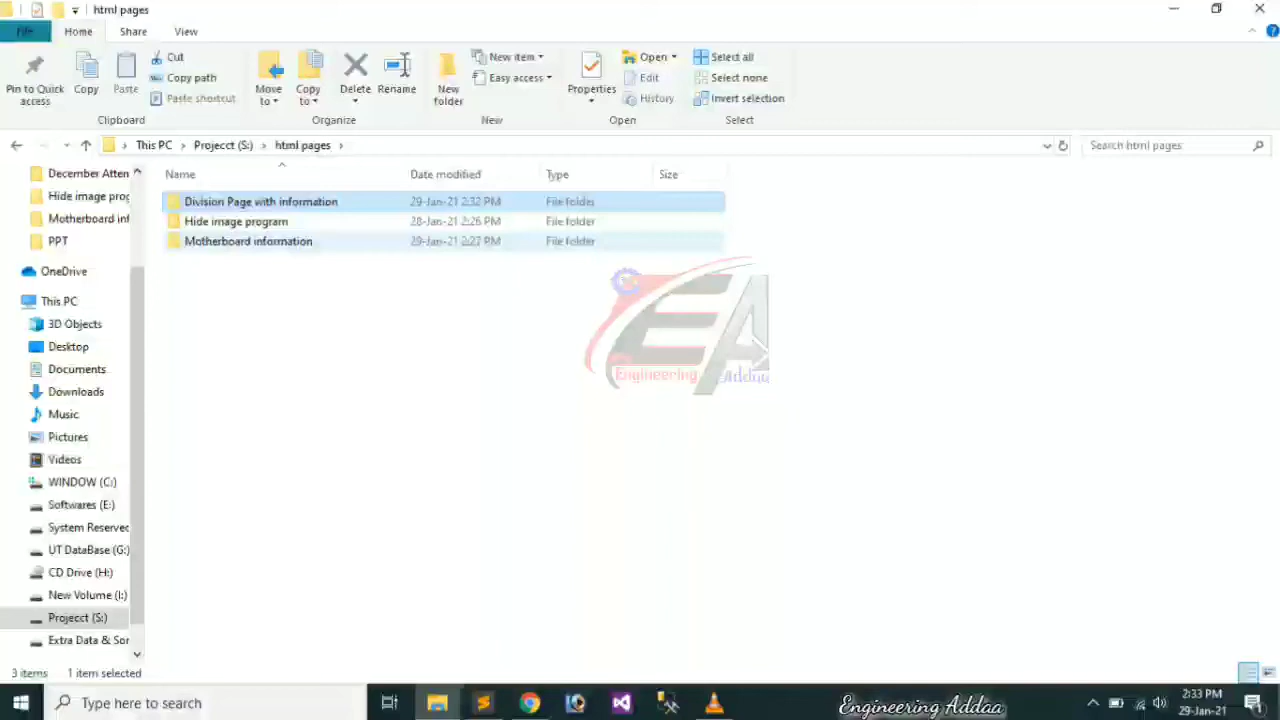 html pages
File Home Share View
Pin to Quick access
Copy
Paste
Cut
Copy path
Paste shortcut
Clipboard
Move to
Copy to
Delete
Rename
Organize
New folder
New item
Easy access
New
Properties
Open
Edit
History
Open
Select all
Select none
Invert selection
Select
This PC Projecct (S:) html pages
Search html pages
December Atten
Hide image prog
Motherboard inf
PPT
OneDrive
This PC
3D Objects
Desktop
Documents
Downloads
Music
Pictures
Videos
WINDOW (C:)
Softwares (E:)
System Reserved
UT DataBase (G:)
CD Drive (H:)
New Volume (I:)
Projecct (S:)
Extra Data & Sor
Name Date modified Type Size
Division Page with information 29-Jan-21 2:32 PM File folder
Hide image program 28-Jan-21 2:26 PM File folder
Motherboard information 29-Jan-21 2:27 PM File folder
EA
Engineering Addaa
3 items 1 item selected
Type here to search
Engineering Addaa
2:33 PM
29-Jan-21